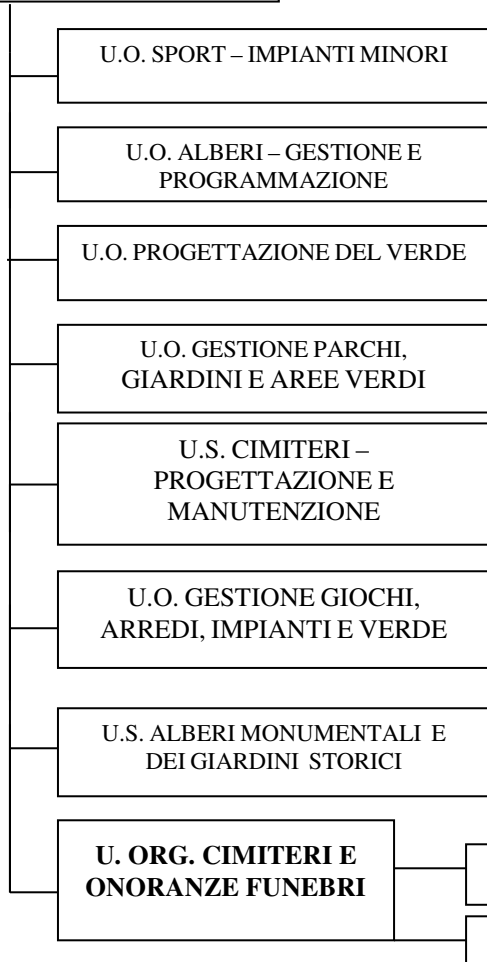 U.O. SPORT – IMPIANTI MINORI
U.O. ALBERI – GESTIONE E
PROGRAMMAZIONE
U.O. PROGETTAZIONE DEL VERDE
U.O. GESTIONE PARCHI,
GIARDINI E AREE VERDI
U.S. CIMITERI –
PROGETTAZIONE E
MANUTENZIONE
U.O. GESTIONE GIOCHI,
ARREDI, IMPIANTI E VERDE
U.S. ALBERI MONUMENTALI E
DEI GIARDINI STORICI
U. ORG. CIMITERI E
ONORANZE FUNEBRI